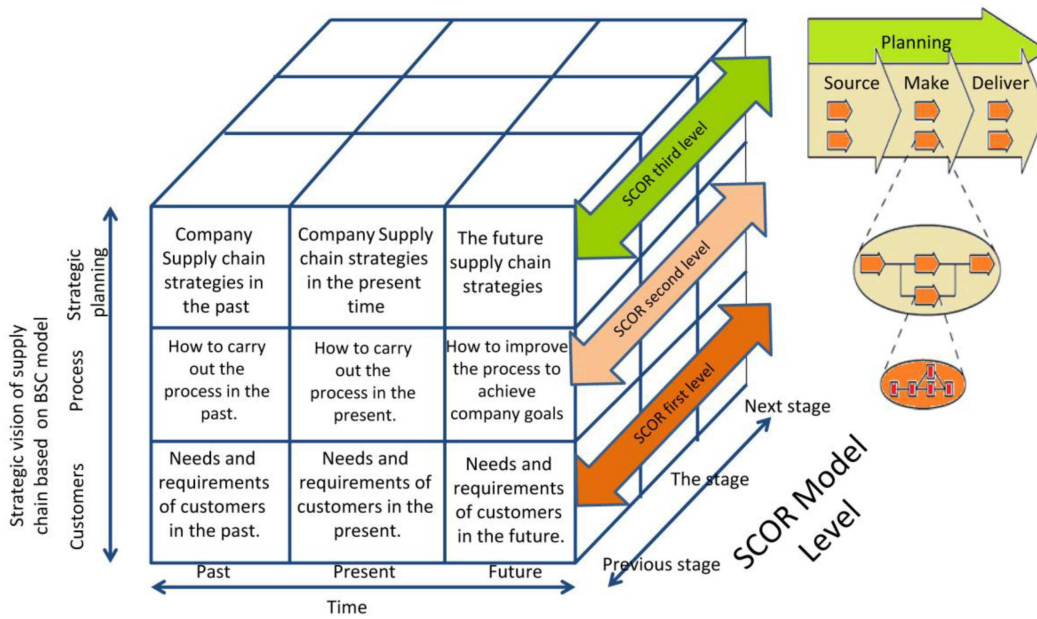 Planning
Source
Make
Deliver
SCOR third level
SCOR second level
SCOR first level
Company
Supply chain
strategies in
the past
Company Supply
chain strategies
in the present
time
The future
supply chain
strategies
How to carry
out the
process in the
past.
How to carry
out the
process in the
present.
How to improve
the process to
achieve
company goals
Needs and
requirements
of customers
in the past.
Needs and
requirements of
customers in the
present.
Needs and
requirements
of customers
in the future.
Strategic vision of supply
chain based on BSC model
Strategic
planning
Process
Customers
Past
Present
Future
Time
Previous stage
The stage
Next stage
SCOR Model
Level